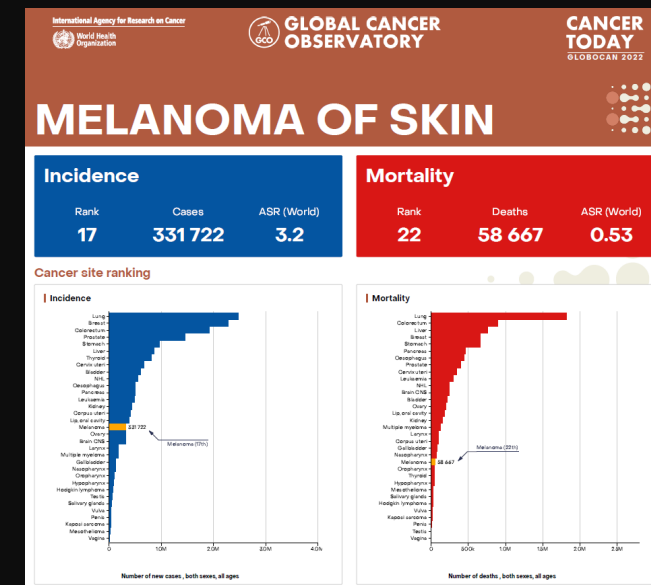 International Agency for Research on Cancer
World Health
Organization
GCO
GLOBAL CANCER
OBSERVATORY
CANCER
TODAY
GLOBOCAN 2022
MELANOMA OF SKIN
Incidence
Rank Cases ASR (World)
17 331 722 3.2
Mortality
Rank Deaths ASR (World)
22 58 667 0.53
Cancer site ranking
Incidence
Lung
Breast
Colorectum
Prostate
Stomach
Liver
Thyroid
Cervix uteri
Bladder
NHL
Oesophagus
Pancreas
Leukaemia
Kidney
Corpus uteri
Lip, oral cavity
Melanoma 331 722
Ovary
Brain CNS
Melanoma (17th)
Larynx
Multiple myeloma
Gallbladder
Nasopharynx
Oropharynx
Hypopharynx
Hodgkin lymphoma
Testis
Salivary glands
Vulva
Penis
Kaposi sarcoma
Mesothelioma
Vagina
0 1.0M 2.0M 3.0M 4.0M
Number of new cases , both sexes, all ages
Mortality
Lung
Colorectum
Liver
Breast
Stomach
Pancreas
Oesophagus
Prostate
Cervix uteri
Leukaemia
NHL
Brain CNS
Bladder
Ovary
Lip, oral cavity
Kidney
Multiple myeloma
Larynx
Corpus uteri
Gallbladder
Melanoma (22th)
Nasopharynx
Melanoma 58 667
Oropharynx
Thyroid
Hypopharynx
Mesothelioma
Salivary glands
Hodgkin lymphoma
Vulva
Kaposi sarcoma
Penis
Testis
Vagina
0 500k 1.0M 1.5M 2.0M 2.5M
Number of deaths , both sexes, all ages